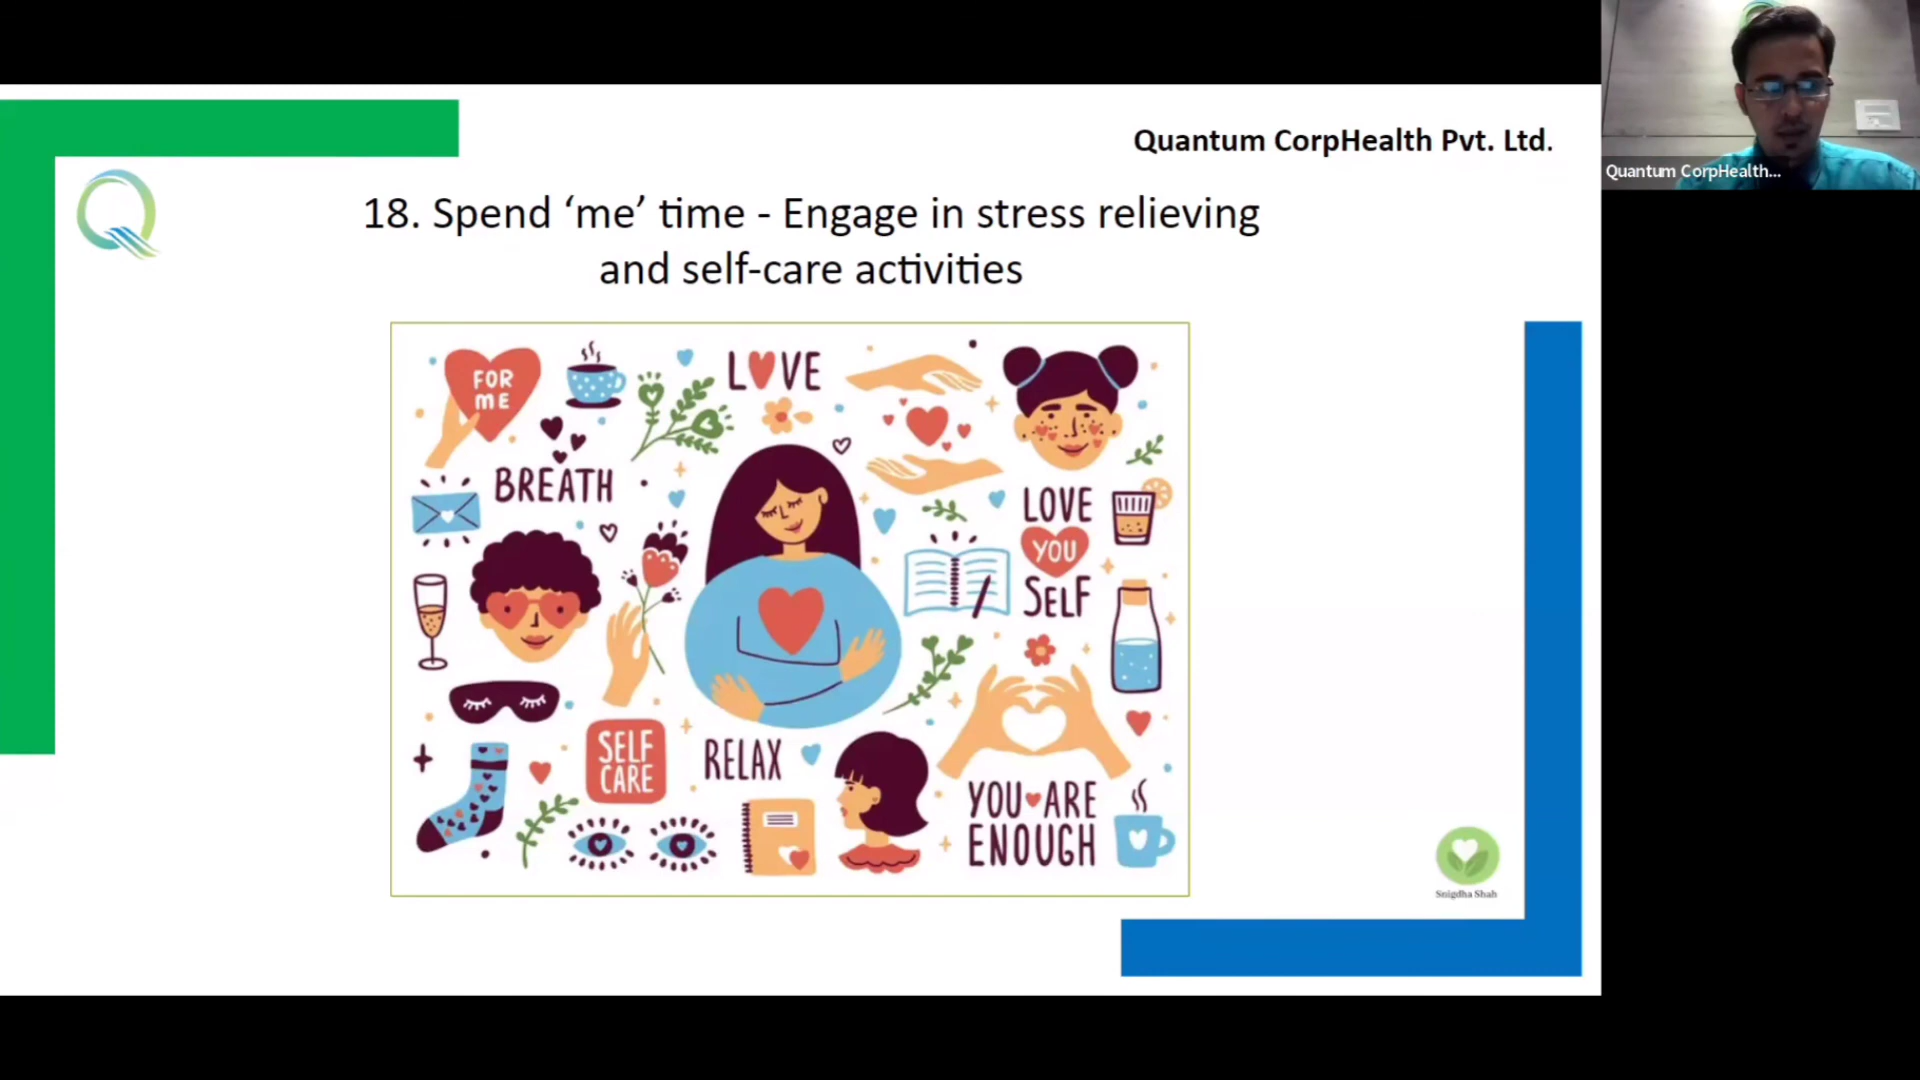 Quantum CorpHealth Pvt. Ltd.
Quantum CorpHealth...
18. Spend ‘me’ time - Engage in stress relieving
and self-care activities
FOR
ME
LOVE
BREATH
LOVE
YOU
SELF
SELF
CARE
RELAX
YOU ARE
ENOUGH
Snigdha Shah